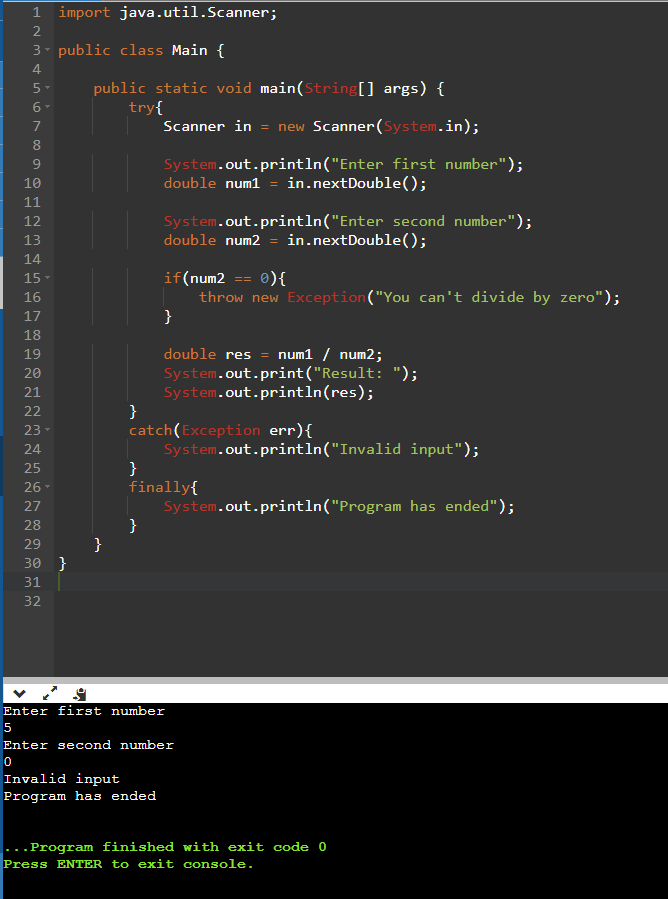 1 import java.util.Scanner;
2
3 public class Main {
4
5 public static void main(String[] args) {
6 try{
7 Scanner in = new Scanner(System.in);
8
9 System.out.println("Enter first number");
10 double num1 = in.nextDouble();
11
12 System.out.println("Enter second number");
13 double num2 = in.nextDouble();
14
15 if(num2 == 0){
16 throw new Exception("You can't divide by zero");
17 }
18
19 double res = num1 / num2;
20 System.out.print("Result: ");
21 System.out.println(res);
22 }
23 catch(Exception err){
24 System.out.println("Invalid input");
25 }
26 finally{
27 System.out.println("Program has ended");
28 }
29 }
30 }
31
32
Enter first number
5
Enter second number
0
Invalid input
Program has ended
...Program finished with exit code 0
Press ENTER to exit console.